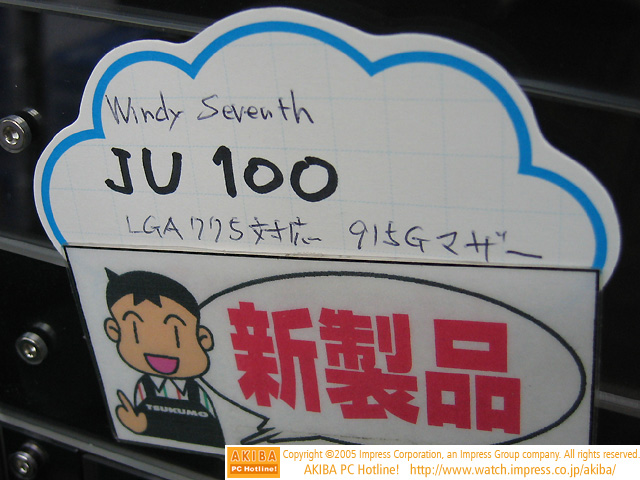 Windy Seventh
JU 100
LGA775対応 915Gマザー
新製品
TSUKUMO
AKIBA
PC Hotline!
Copyright ©2005 Impress Corporation, an Impress Group company. All rights reserved.
AKIBA PC Hotline! http://www.watch.impress.co.jp/akiba/